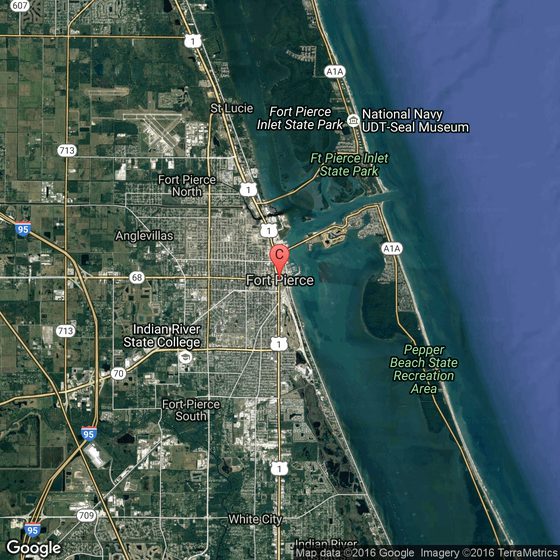 607
1
A1A
St Lucie
Fort Pierce
Inlet State Park
National Navy
UDT-Seal Museum
713
Ft Pierce Inlet
State Park
Fort Pierce
North
1
95
Anglevillas
1
A1A
C
68
Fort Pierce
713
Indian River
State College
1
Pepper
Beach State
Recreation
Area
70
Fort Pierce
South
95
1
709
White City
95
Indian River
Google
Map data ©2016 Google Imagery ©2016 TerraMetrics